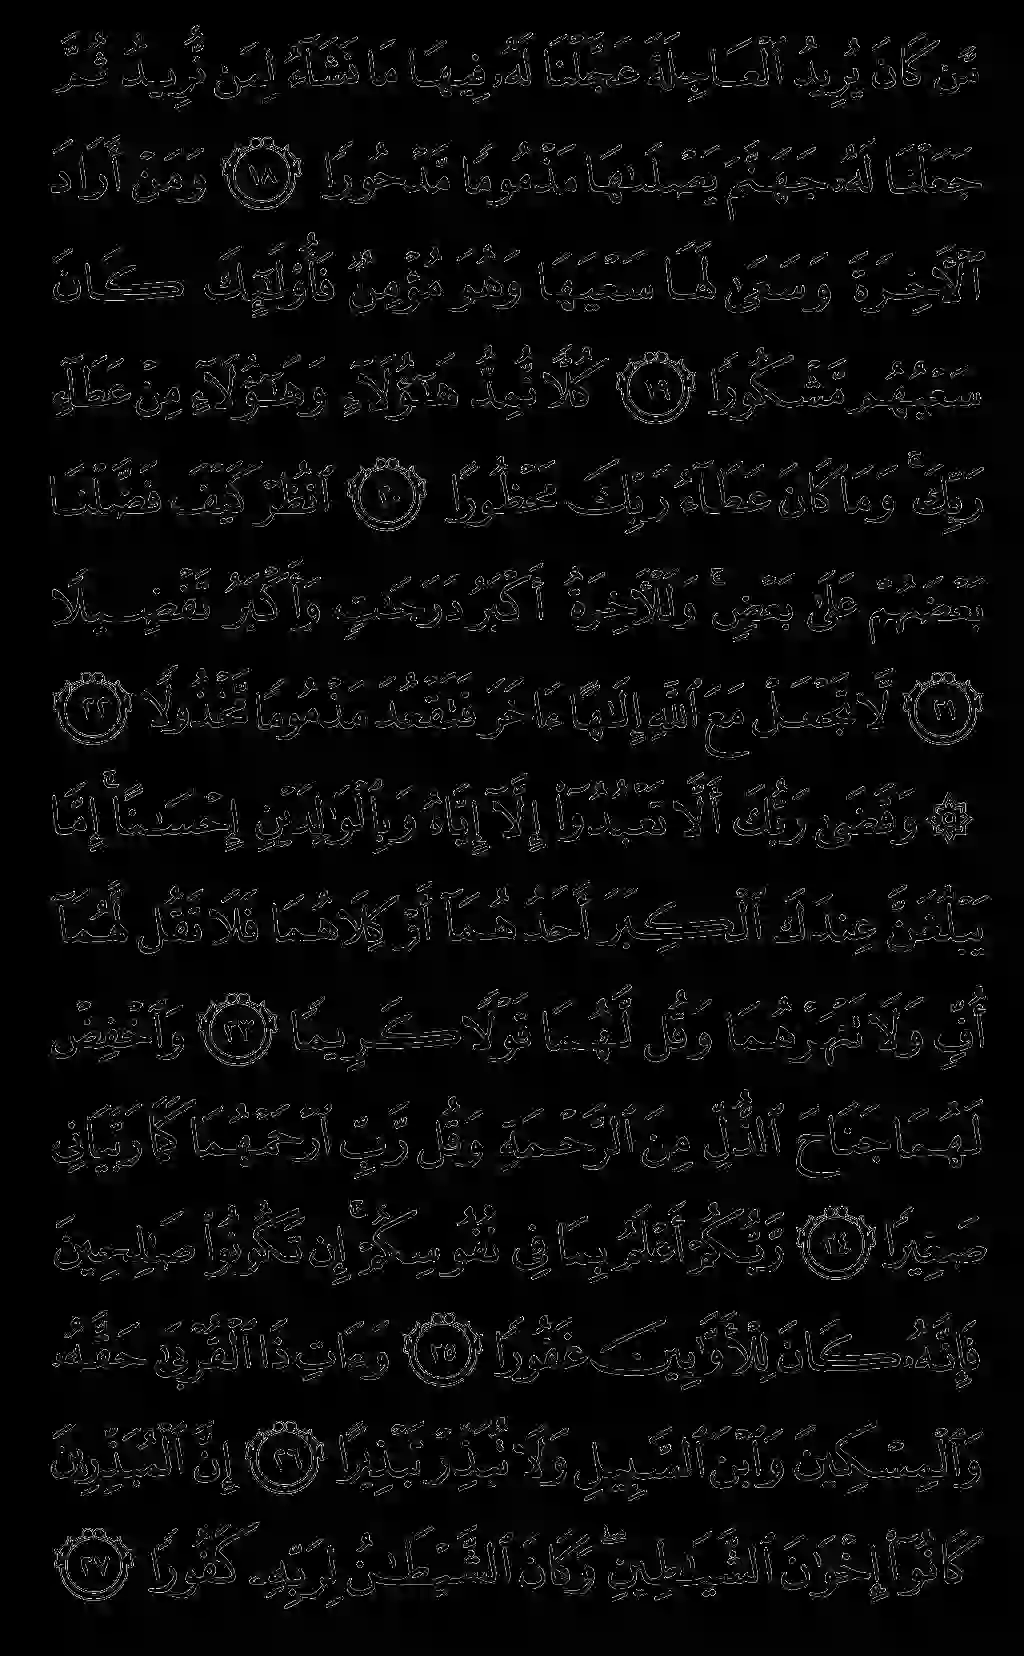 مَّن كَانَ يُرِيدُ ٱلْعَاجِلَةَ عَجَّلْنَا لَهُۥ فِيهَا مَا نَشَآءُ لِمَن نُّرِيدُ ثُمَّ
جَعَلْنَا لَهُۥ جَهَنَّمَ يَصْلَىٰهَا مَذْمُومًا مَّدْحُورًا ١٨ وَمَنْ أَرَادَ
ٱلْأَخِرَةَ وَسَعَىٰ لَهَا سَعْيَهَا وَهُوَ مُؤْمِنٌ فَأُو۟لَـٰٓئِكَ كَانَ
سَعْيُهُم مَّشْكُورًا ١٩ كُلًّا نُّمِدُّ هَـٰٓؤُلَآءِ وَهَـٰٓؤُلَآءِ مِنْ عَطَآءِ
رَبِّكَ ۚ وَمَا كَانَ عَطَآءُ رَبِّكَ مَحْظُورًا ٢٠ ٱنظُرْ كَيْفَ فَضَّلْنَا
بَعْضَهُمْ عَلَىٰ بَعْضٍ ۚ وَلَلْأَخِرَةُ أَكْبَرُ دَرَجَـٰتٍ وَأَكْبَرُ تَفْضِيلًا
٢١ لَّا تَجْعَلْ مَعَ ٱللَّهِ إِلَـٰهًا ءَاخَرَ فَتَقْعُدَ مَذْمُومًا مَّخْذُولًا ٢٢
۞ وَقَضَىٰ رَبُّكَ أَلَّا تَعْبُدُوٓا۟ إِلَّآ إِيَّاهُ وَبِٱلْوَٰلِدَيْنِ إِحْسَـٰنًا ۚ إِمَّا
يَبْلُغَنَّ عِندَكَ ٱلْكِبَرَ أَحَدُهُمَآ أَوْ كِلَاهُمَا فَلَا تَقُل لَّهُمَآ
أُفٍّ وَلَا تَنْهَرْهُمَا وَقُل لَّهُمَا قَوْلًا كَرِيمًا ٢٣ وَٱخْفِضْ
لَهُمَا جَنَاحَ ٱلذُّلِّ مِنَ ٱلرَّحْمَةِ وَقُل رَّبِّ ٱرْحَمْهُمَا كَمَا رَبَّيَانِى
صَغِيرًا ٢٤ رَّبُّكُمْ أَعْلَمُ بِمَا فِى نُفُوسِكُمْ ۚ إِن تَكُونُوا۟ صَـٰلِحِينَ
فَإِنَّهُۥ كَانَ لِلْأَوَّٰبِينَ غَفُورًا ٢٥ وَءَاتِ ذَا ٱلْقُرْبَىٰ حَقَّهُۥ
وَٱلْمِسْكِينَ وَٱبْنَ ٱلسَّبِيلِ وَلَا تُبَذِّرْ تَبْذِيرًا ٢٦ إِنَّ ٱلْمُبَذِّرِينَ
كَانُوٓا۟ إِخْوَٰنَ ٱلشَّيَـٰطِينِ ۖ وَكَانَ ٱلشَّيْطَـٰنُ لِرَبِّهِۦ كَفُورًا ٢٧